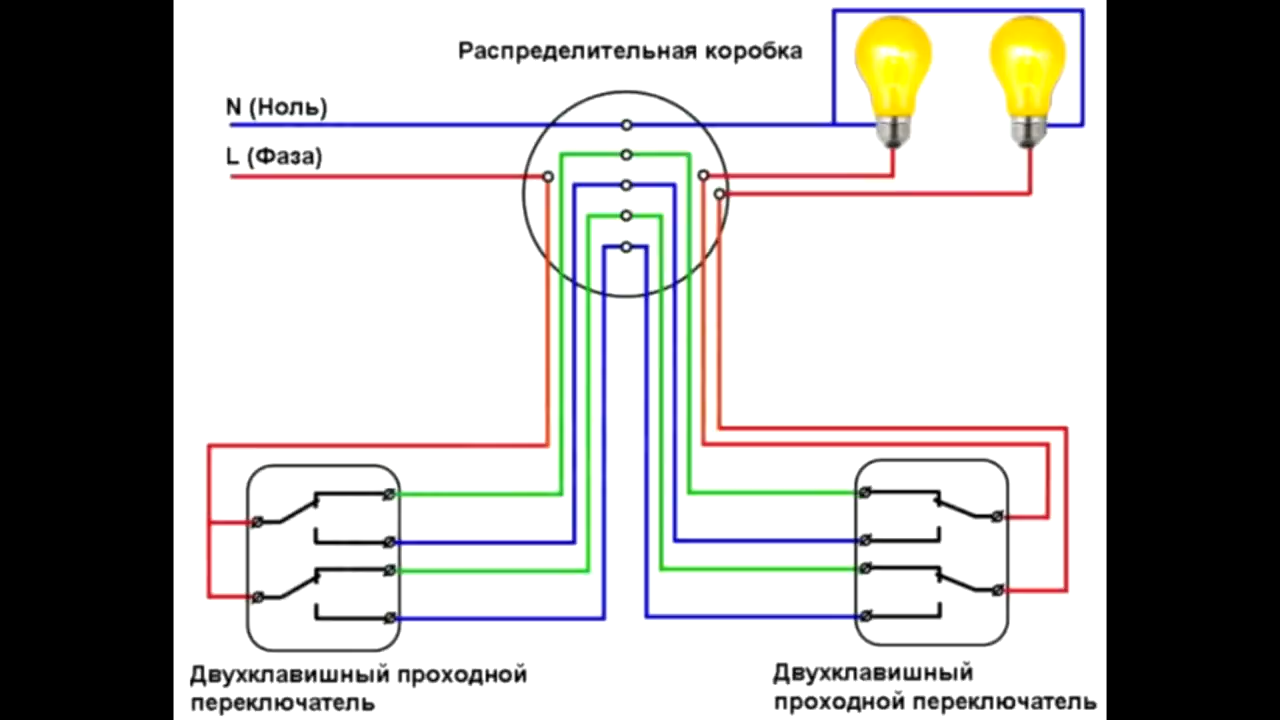 Распределительная коробка
N (Ноль)
L (Фаза)
Двухклавишный проходной
переключатель
Двухклавишный
проходной переключатель